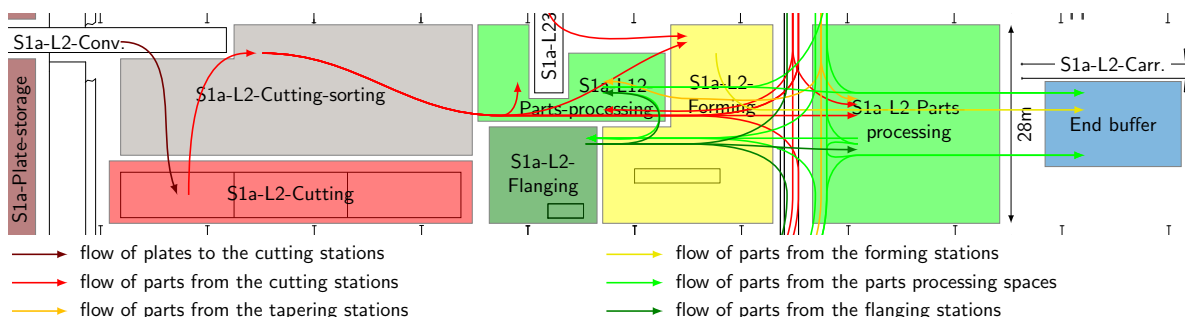 S1a-L2-Conv.
S1a-Plate-storage
S1a-L2-Cutting-sorting
S1a-L2-Cutting
S1a-L23
S1a-L12
Parts-processing
S1a-L2-
Flanging
S1a-L2-
Forming
S1a-L2-Parts
processing
28m
S1a-L2-Carr.
End buffer
flow of plates to the cutting stations
flow of parts from the cutting stations
flow of parts from the tapering stations
flow of parts from the forming stations
flow of parts from the parts processing spaces
flow of parts from the flanging stations